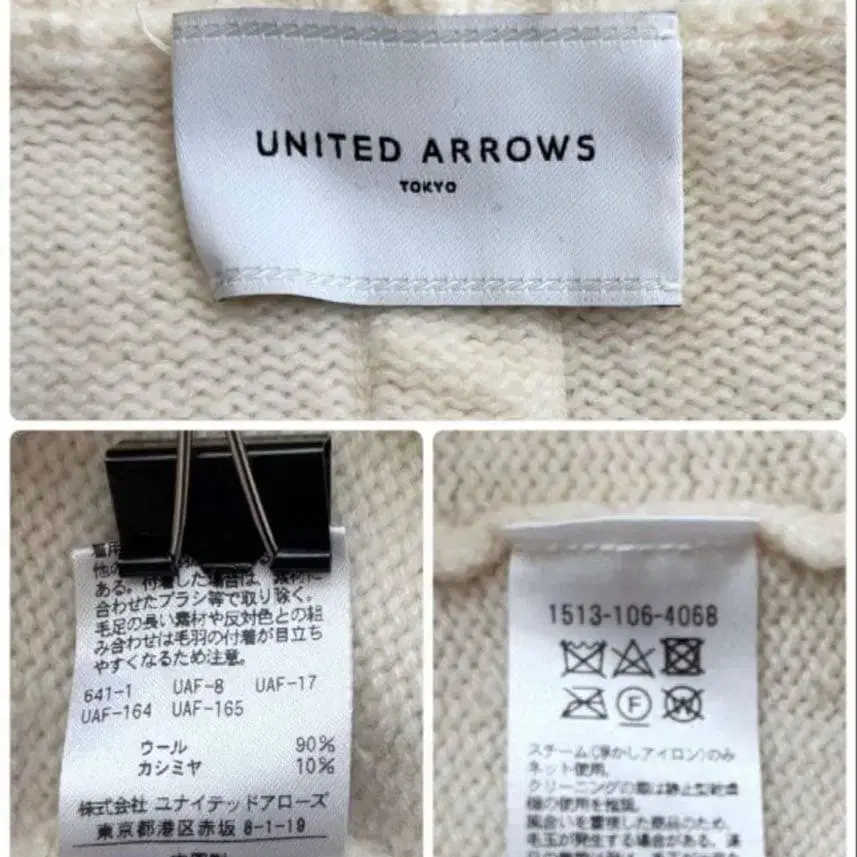 UNITED ARROWS
TOKYO
ある。付着した場合は、素材に
合わせたブラシ等で取り除く。
毛足の長い素材や反対色との組
み合わせは毛羽の付着が目立ち
やすくなるため注意。
641-1 UAF-8 UAF-17
UAF-164 UAF-165
ウール 90%
カシミヤ 10%
株式会社 ユナイテッドアローズ
東京都港区赤坂 8-1-19
1513-106-4068
F
W
スチーム(浮かしアイロン)のみ
ネット使用。
クリーニングの際は静止型乾燥
機の使用を推奨。
風合いを重視した商品のため、
毛玉が発生する場合がある。